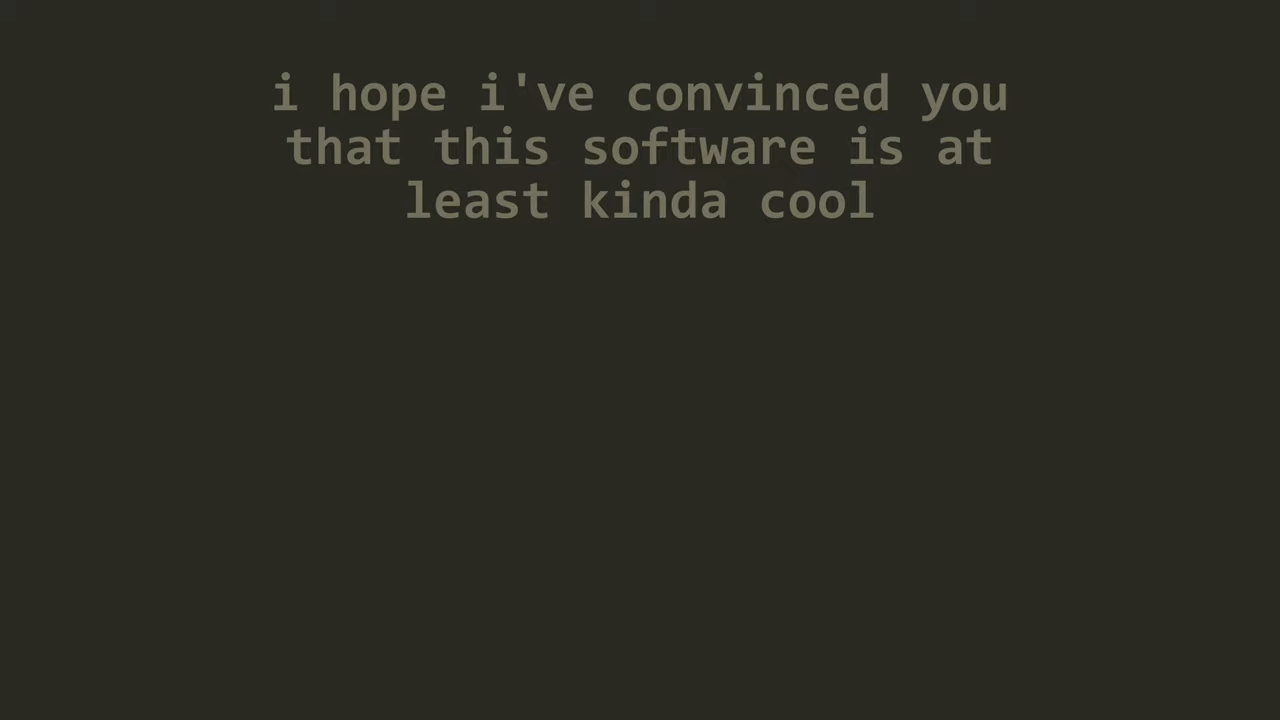 i hope i've convinced you
that this software is at
least kinda cool